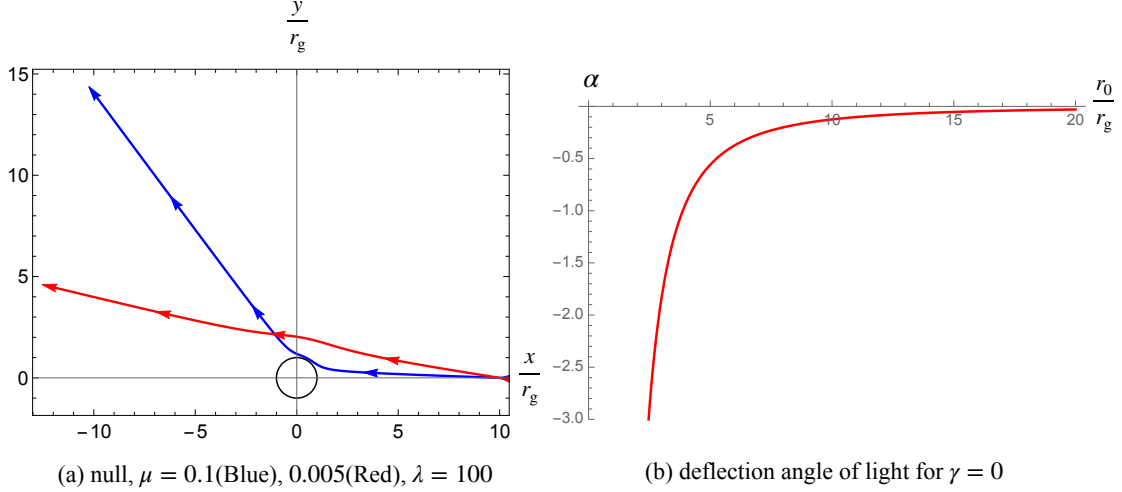 y
r_g
15
10
5
0
−10
−5
0
5
10
x
r_g
(a) null, μ = 0.1(Blue), 0.005(Red), λ = 100
α
r_0
r_g
5
10
15
20
−0.5
−1.0
−1.5
−2.0
−2.5
−3.0
(b) deflection angle of light for γ = 0